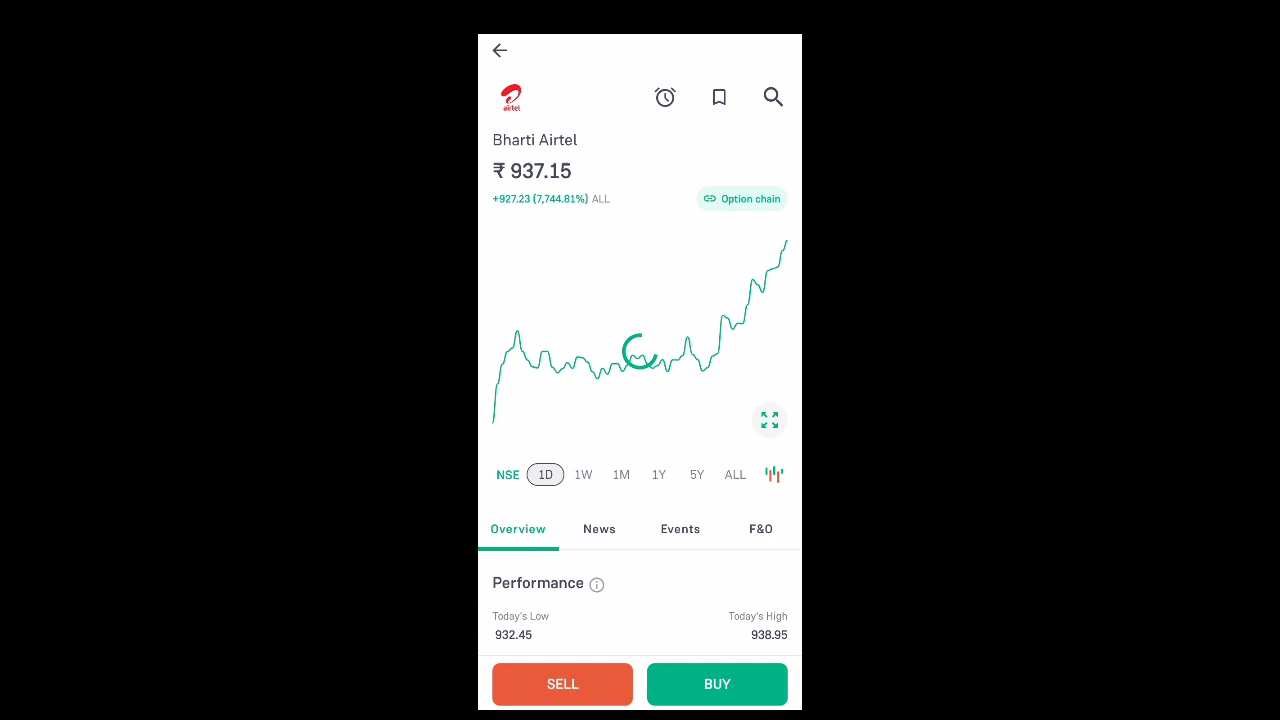 airtel
Bharti Airtel
₹ 937.15
+927.23 (7,744.81%) ALL
Option chain
NSE 1D 1W 1M 1Y 5Y ALL
Overview News Events F&O
Performance
Today's Low Today's High
932.45 938.95
SELL BUY